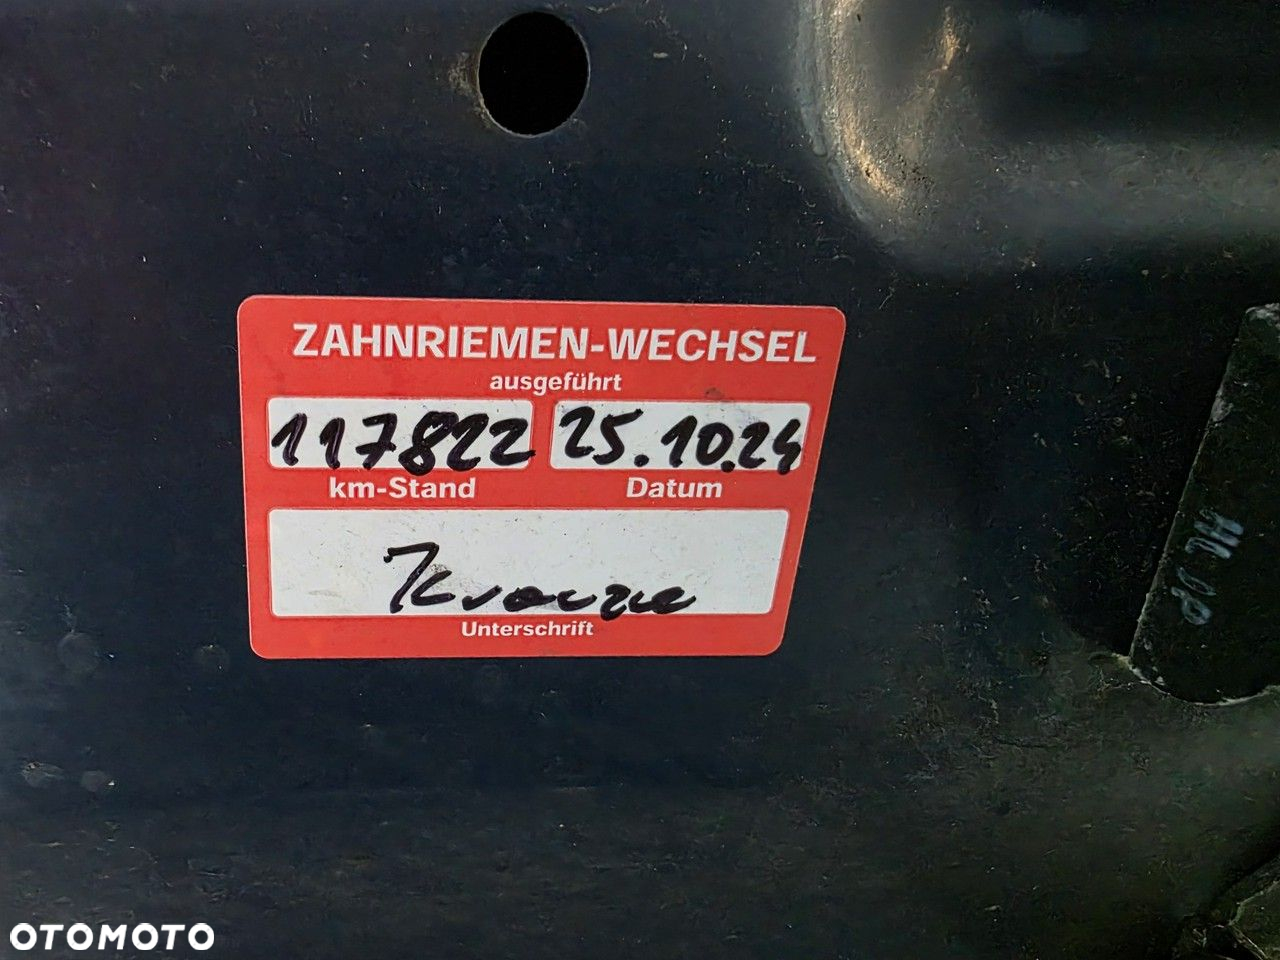 ZAHNRIEMEN-WECHSEL
ausgeführt
117822 25.10.24
km-Stand Datum
Unterschrift
OTOMOTO